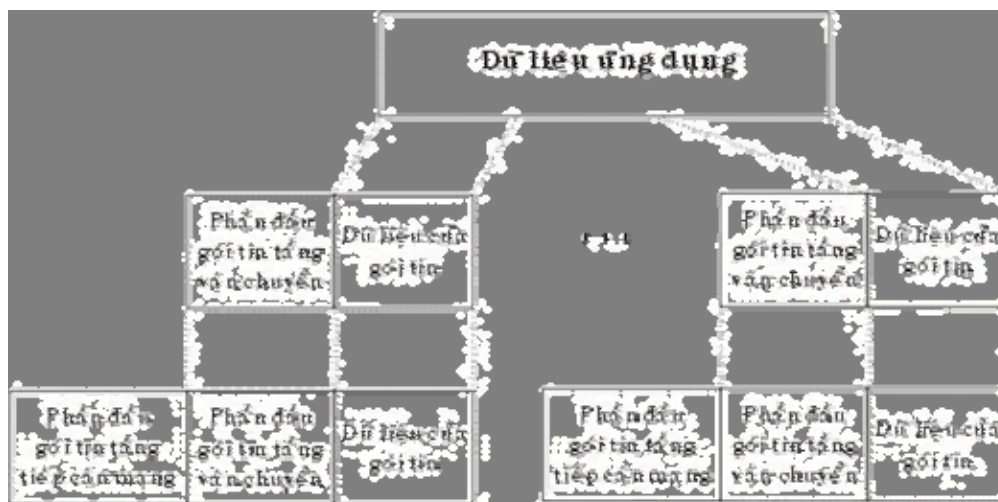 Dữ liệu ứng dụng
Phần đầu
gói tin tầng
vận chuyển
Dữ liệu của
gói tin
Phần đầu
gói tin tầng
vận chuyển
Dữ liệu của
gói tin
Phần đầu
gói tin tầng
tiếp cận mạng
Phần đầu
gói tin tầng
vận chuyển
Dữ liệu của
gói tin
Phần đầu
gói tin tầng
tiếp cận mạng
Phần đầu
gói tin tầng
vận chuyển
Dữ liệu của
gói tin